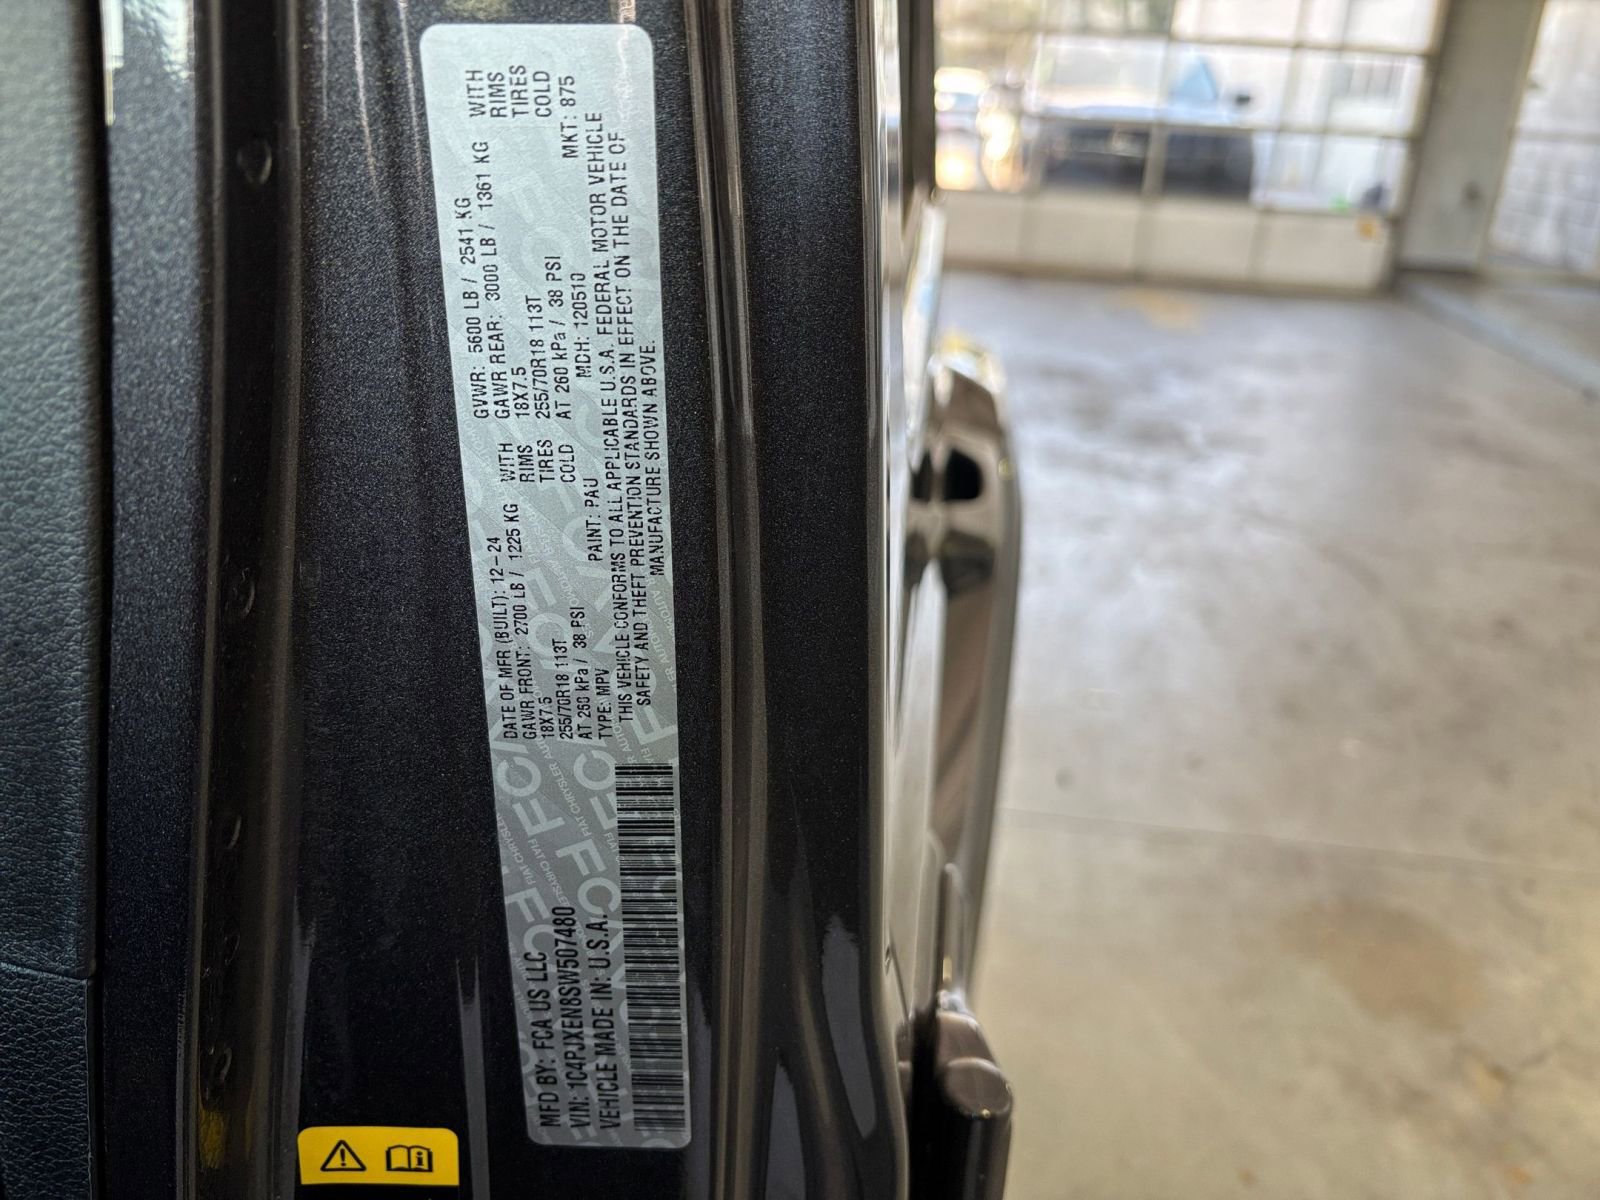 MFD BY: FCA US LLC
VIN: 1C4PJXEN8SW507480
VEHICLE MADE IN: U.S.A.
DATE OF MFR (BUILT): 12-24 GVWR: 5600 LB / 2541 KG
GAWR FRONT: 2700 LB / 1225 KG WITH GAWR REAR: 3000 LB / 1361 KG WITH
18X7.5 RIMS 18X7.5 RIMS
255/70R18 113T TIRES 255/70R18 113T TIRES
AT 260 kPa / 38 PSI COLD AT 260 kPa / 38 PSI COLD
TYPE: MPV PAINT: PAU MDH: 120510 MKT: 875
THIS VEHICLE CONFORMS TO ALL APPLICABLE U.S.A. FEDERAL MOTOR VEHICLE
SAFETY AND THEFT PREVENTION STANDARDS IN EFFECT ON THE DATE OF
MANUFACTURE SHOWN ABOVE.